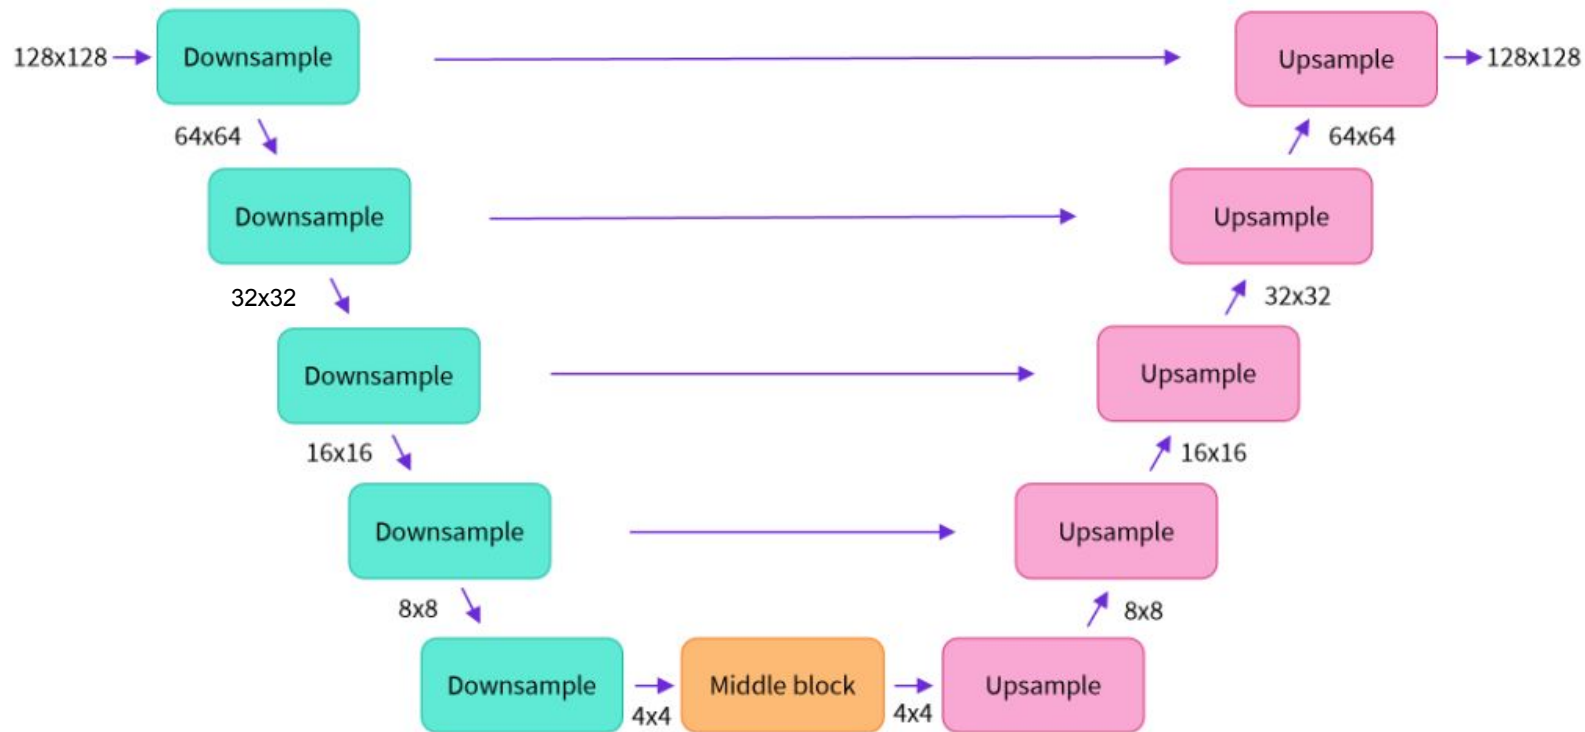 128x128
Downsample
Upsample
128x128
64x64
64x64
Downsample
Upsample
32x32
32x32
Downsample
Upsample
16x16
16x16
Downsample
Upsample
8x8
8x8
Downsample
4x4
Middle block
4x4
Upsample